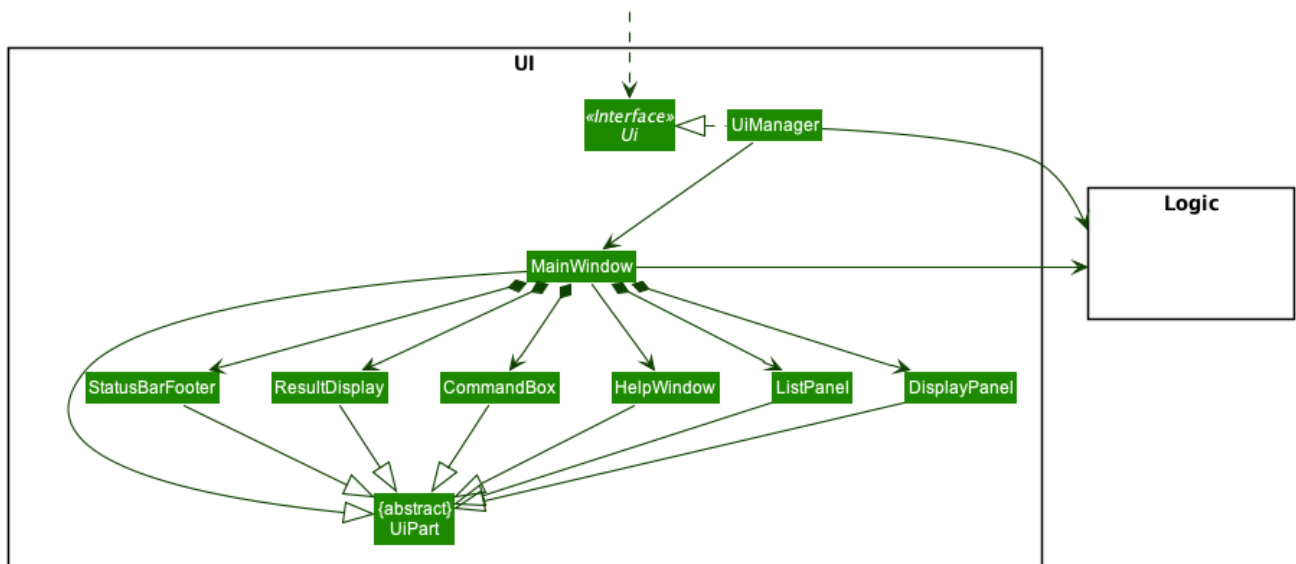 UI
«Interface»
Ui
UiManager
Logic
MainWindow
StatusBarFooter
ResultDisplay
CommandBox
HelpWindow
ListPanel
DisplayPanel
{abstract}
UiPart